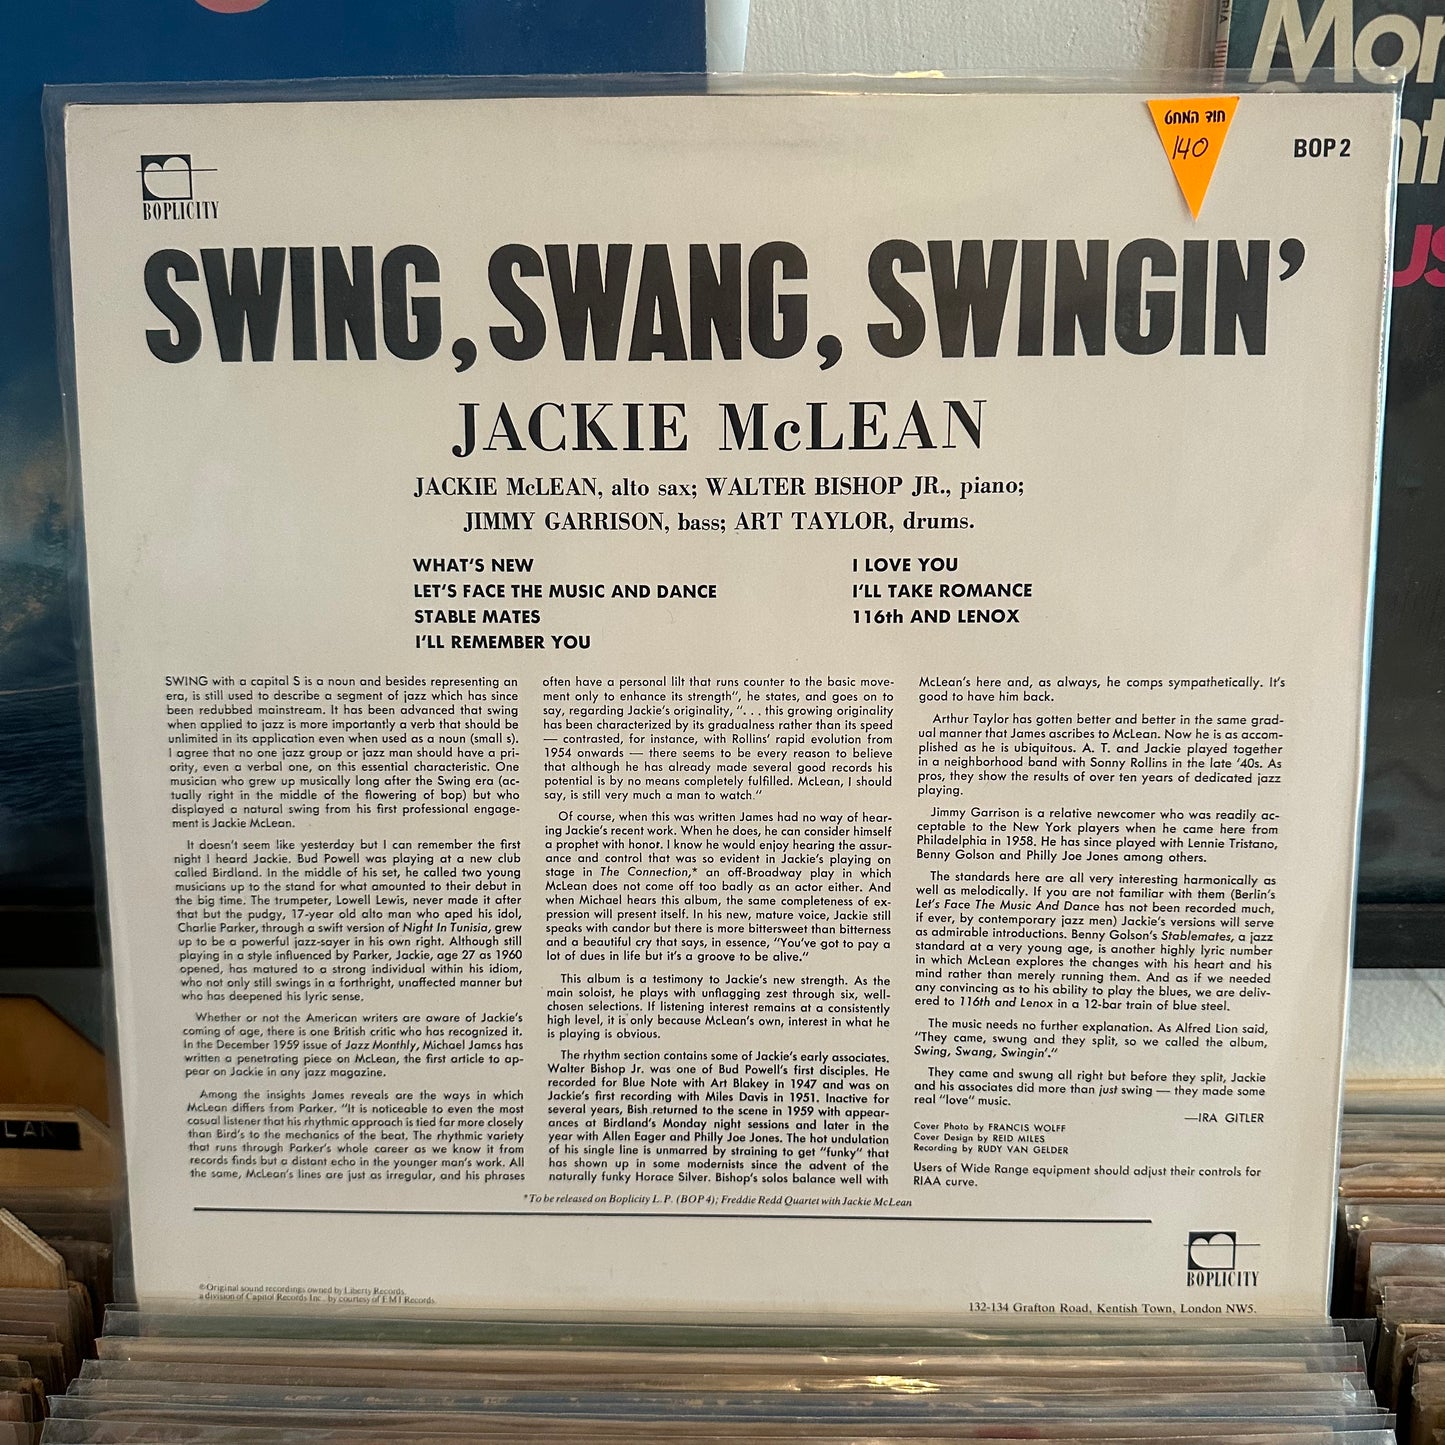 Mor
nt
US
חוד המחט
140
BOP 2
BOPLICITY
SWING, SWANG, SWINGIN'
JACKIE McLEAN
JACKIE McLEAN, alto sax; WALTER BISHOP JR., piano;
JIMMY GARRISON, bass; ART TAYLOR, drums.
WHAT'S NEW
LET'S FACE THE MUSIC AND DANCE
STABLE MATES
I'LL REMEMBER YOU
I LOVE YOU
I'LL TAKE ROMANCE
116th AND LENOX
SWING with a capital S is a noun and besides representing an
era, is still used to describe a segment of jazz which has since
been redubbed mainstream. It has been advanced that swing
when applied to jazz is more importantly a verb that should be
unlimited in its application even when used as a noun (small s).
I agree that no one jazz group or jazz man should have a pri-
ority, even a verbal one, on this essential characteristic. One
musician who grew up musically long after the Swing era (ac-
tually right in the middle of the flowering of bop) but who
displayed a natural swing from his first professional engage-
ment is Jackie McLean.
It doesn't seem like yesterday but I can remember the first
night I heard Jackie. Bud Powell was playing at a new club
called Birdland. In the middle of his set, he called two young
musicians up to the stand for what amounted to their debut in
the big time. The trumpeter, Lowell Lewis, never made it after
that but the pudgy, 17-year old alto man who aped his idol,
Charlie Parker, through a swift version of Night In Tunisia, grew
up to be a powerful jazz-sayer in his own right. Although still
playing in a style influenced by Parker, Jackie, age 27 as 1960
opened, has matured to a strong individual within his idiom,
who not only still swings in a forthright, unaffected manner but
who has deepened his lyric sense.
Whether or not the American writers are aware of Jackie's
coming of age, there is one British critic who has recognized it.
In the December 1959 issue of Jazz Monthly, Michael James has
written a penetrating piece on McLean, the first article to ap-
pear on Jackie in any jazz magazine.
Among the insights James reveals are the ways in which
McLean differs from Parker. "It is noticeable to even the most
casual listener that his rhythmic approach is tied far more closely
than Bird's to the mechanics of the beat. The rhythmic variety
that runs through Parker's whole career as we know it from
records finds but a distant echo in the younger man's work. All
the same, McLean's lines are just as irregular, and his phrases
often have a personal lilt that runs counter to the basic move-
ment only to enhance its strength", he states, and goes on to
say, regarding Jackie's originality, ". . . this growing originality
has been characterized by its gradualness rather than its speed
— contrasted, for instance, with Rollins' rapid evolution from
1954 onwards — there seems to be every reason to believe
that although he has already made several good records his
potential is by no means completely fulfilled. McLean, I should
say, is still very much a man to watch."
Of course, when this was written James had no way of hear-
ing Jackie's recent work. When he does, he can consider himself
a prophet with honor. I know he would enjoy hearing the assur-
ance and control that was so evident in Jackie's playing on
stage in The Connection,* an off-Broadway play in which
McLean does not come off too badly as an actor either. And
when Michael hears this album, the same completeness of ex-
pression will present itself. In his new, mature voice, Jackie still
speaks with candor but there is more bittersweet than bitterness
and a beautiful cry that says, in essence, "You've got to pay a
lot of dues in life but it's a groove to be alive."
This album is a testimony to Jackie's new strength. As the
main soloist, he plays with unflagging zest through six, well-
chosen selections. If listening interest remains at a consistently
high level, it is only because McLean's own, interest in what he
is playing is obvious.
The rhythm section contains some of Jackie's early associates.
Walter Bishop Jr. was one of Bud Powell's first disciples. He
recorded for Blue Note with Art Blakey in 1947 and was on
Jackie's first recording with Miles Davis in 1951. Inactive for
several years, Bish returned to the scene in 1959 with appear-
ances at Birdland's Monday night sessions and later in the
year with Allen Eager and Philly Joe Jones. The hot undulation
of his single line is unmarred by straining to get "funky" that
has shown up in some modernists since the advent of the
naturally funky Horace Silver. Bishop's solos balance well with
McLean's here and, as always, he comps sympathetically. It's
good to have him back.
Arthur Taylor has gotten better and better in the same grad-
ual manner that James ascribes to McLean. Now he is as accom-
plished as he is ubiquitous. A. T. and Jackie played together
in a neighborhood band with Sonny Rollins in the late '40s. As
pros, they show the results of over ten years of dedicated jazz
playing.
Jimmy Garrison is a relative newcomer who was readily ac-
ceptable to the New York players when he came here from
Philadelphia in 1958. He has since played with Lennie Tristano,
Benny Golson and Philly Joe Jones among others.
The standards here are all very interesting harmonically as
well as melodically. If you are not familiar with them (Berlin's
Let's Face The Music And Dance has not been recorded much,
if ever, by contemporary jazz men) Jackie's versions will serve
as admirable introductions. Benny Golson's Stablemates, a jazz
standard at a very young age, is another highly lyric number
in which McLean explores the changes with his heart and his
mind rather than merely running them. And as if we needed
any convincing as to his ability to play the blues, we are deliv-
ered to 116th and Lenox in a 12-bar train of blue steel.
The music needs no further explanation. As Alfred Lion said,
"They came, swung and they split, so we called the album,
Swing, Swang, Swingin'."
They came and swung all right but before they split, Jackie
and his associates did more than just swing — they made some
real "love" music.
—IRA GITLER
Cover Photo by FRANCIS WOLFF
Cover Design by REID MILES
Recording by RUDY VAN GELDER
Users of Wide Range equipment should adjust their controls for
RIAA curve.
*To be released on Boplicity L.P. (BOP 4); Freddie Redd Quartet with Jackie McLean
BOPLICITY
℗Original sound recordings owned by Liberty Records,
a division of Capitol Records Inc., by courtesy of EMI Records.
132-134 Grafton Road, Kentish Town, London NW5.